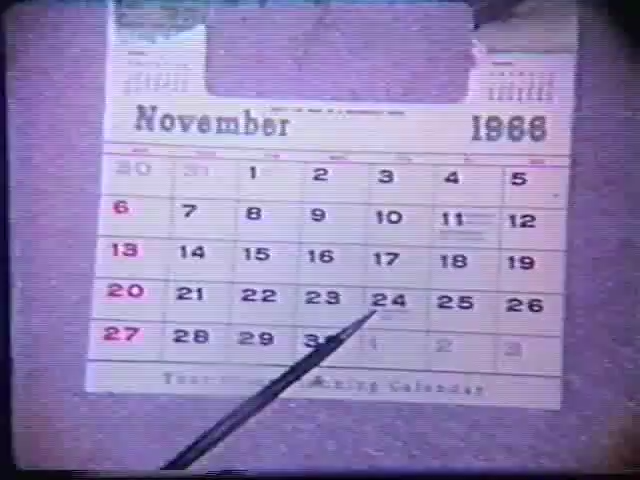 November 1966
30 31 1 2 3 4 5
6 7 8 9 10 11 12
13 14 15 16 17 18 19
20 21 22 23 24 25 26
27 28 29 30 1 2 3
Calendar